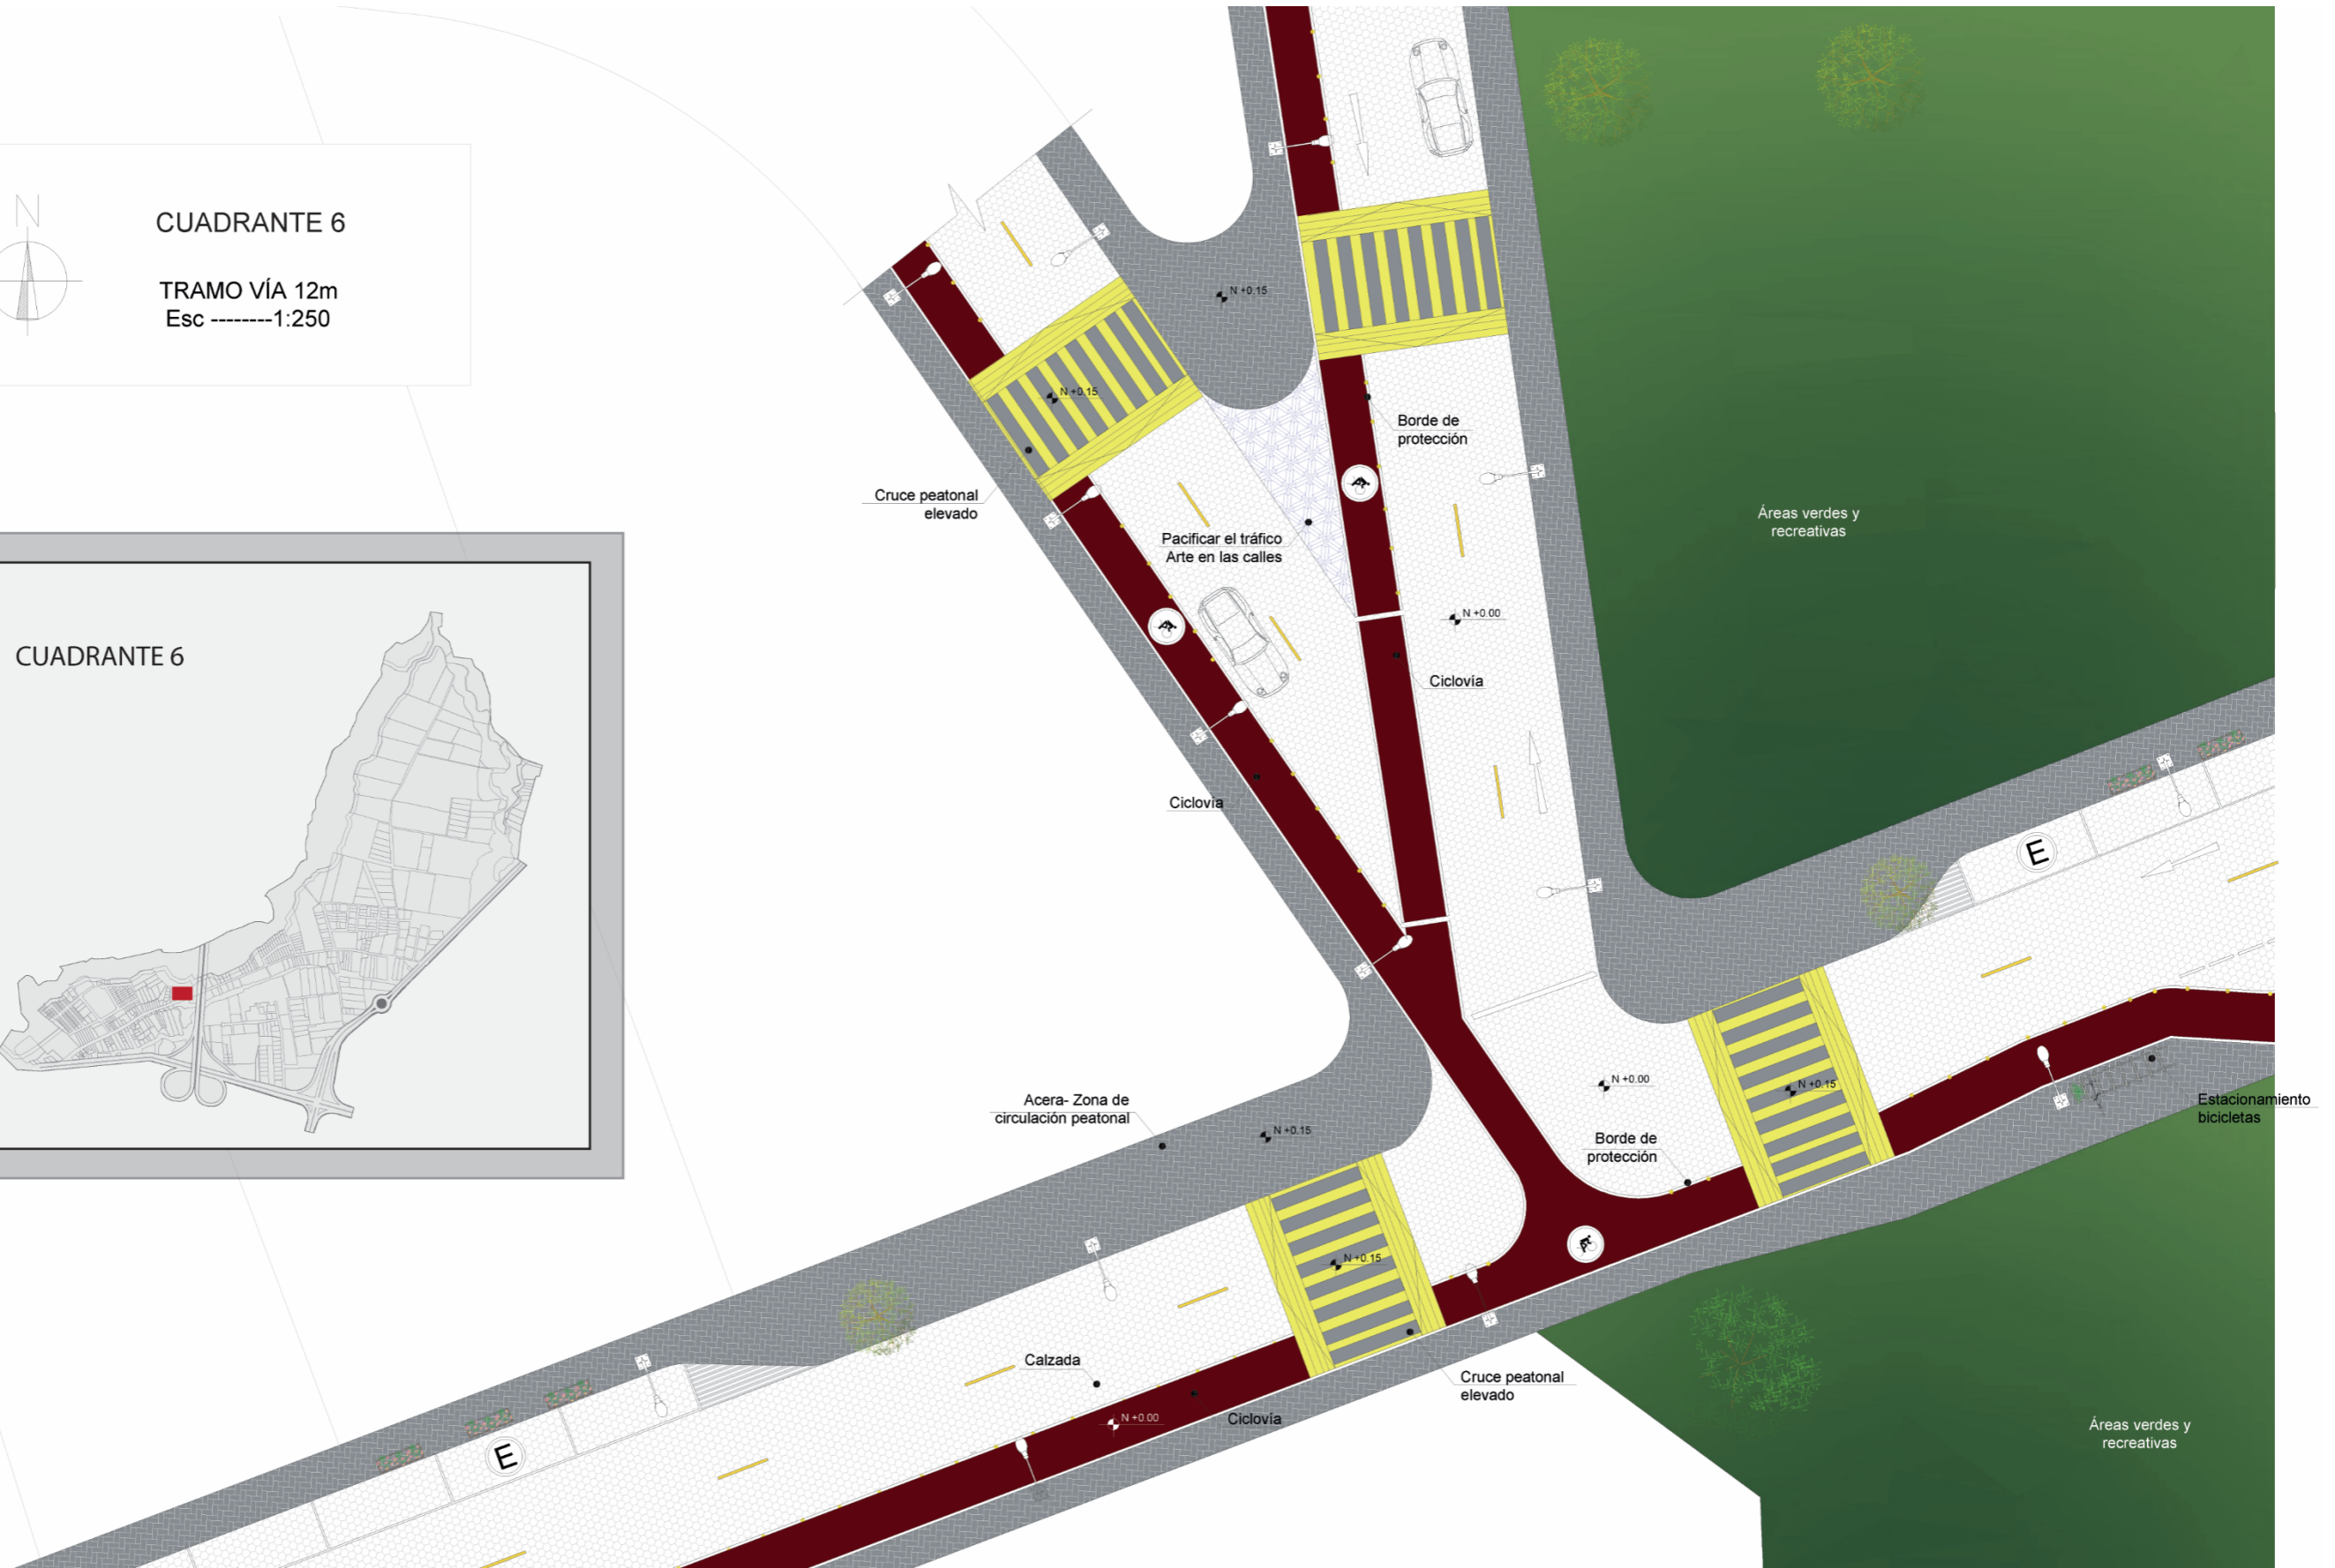 N
CUADRANTE 6
TRAMO VÍA 12m
Esc --------1:250
CUADRANTE 6
N +0.15
N +0.15
Borde de
protección
Cruce peatonal
elevado
Pacificar el tráfico
Arte en las calles
Áreas verdes y
recreativas
N +0.00
Ciclovía
Ciclovía
E
Acera- Zona de
circulación peatonal
N +0.15
N +0.00
N +0.15
Estacionamiento
bicicletas
Borde de
protección
N +0.15
Calzada
Cruce peatonal
elevado
N +0.00
Ciclovía
E
Áreas verdes y
recreativas